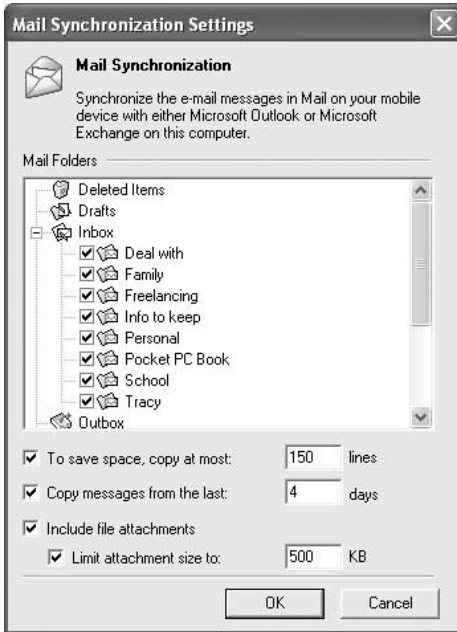 Mail Synchronization Settings
Mail Synchronization
Synchronize the e-mail messages in Mail on your mobile
device with either Microsoft Outlook or Microsoft
Exchange on this computer.
Mail Folders
Deleted Items
Drafts
Inbox
Deal with
Family
Freelancing
Info to keep
Personal
Pocket PC Book
School
Tracy
Outbox
To save space, copy at most: 150 lines
Copy messages from the last: 4 days
Include file attachments
Limit attachment size to: 500 KB
OK Cancel